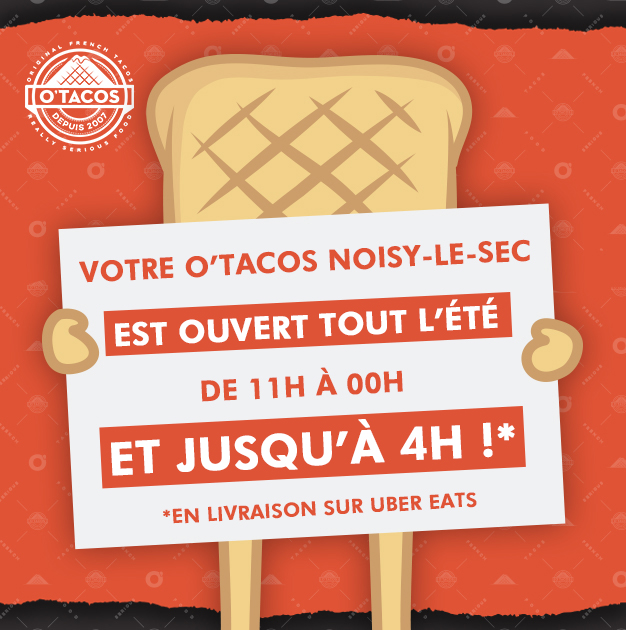 ORIGINAL FRENCH TACOS
O'TACOS
DEPUIS 2007
REALLY SERIOUS FOOD
VOTRE O'TACOS NOISY-LE-SEC
EST OUVERT TOUT L'ÉTÉ
DE 11H À 00H
ET JUSQU'À 4H !*
*EN LIVRAISON SUR UBER EATS